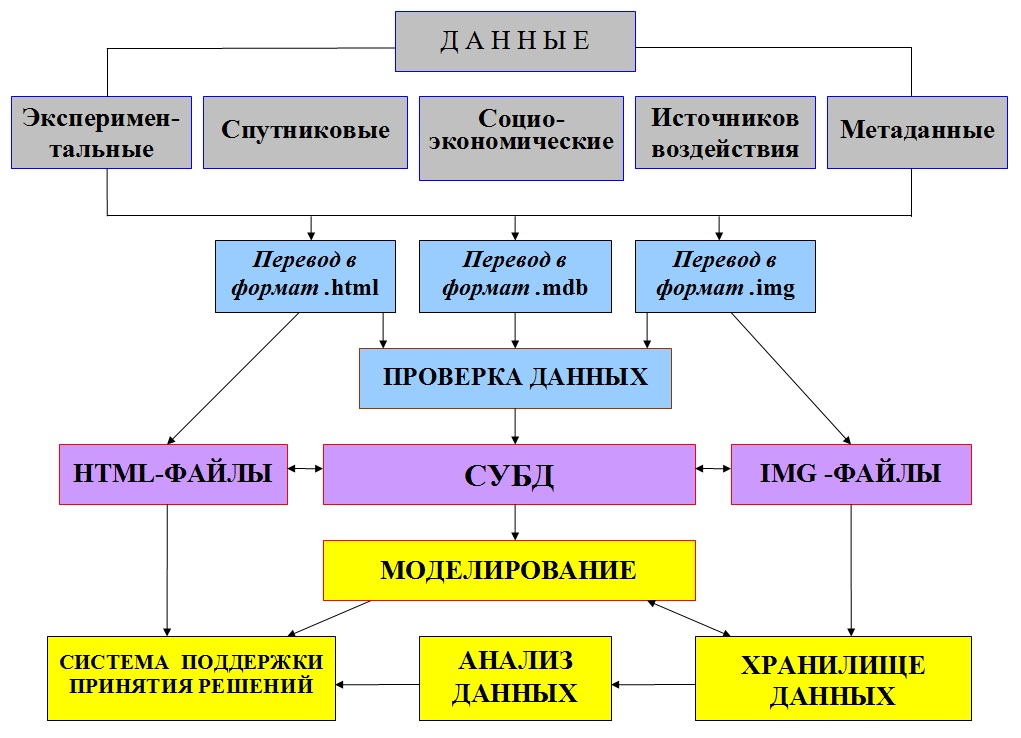 Д А Н Н Ы Е
Эксперимен-
тальные
Спутниковые
Социо-
экономические
Источников
воздействия
Метаданные
Перевод в
формат .html
Перевод в
формат .mdb
Перевод в
формат .img
ПРОВЕРКА ДАННЫХ
HTML-ФАЙЛЫ
СУБД
IMG -ФАЙЛЫ
МОДЕЛИРОВАНИЕ
СИСТЕМА ПОДДЕРЖКИ
ПРИНЯТИЯ РЕШЕНИЙ
АНАЛИЗ
ДАННЫХ
ХРАНИЛИЩЕ
ДАННЫХ